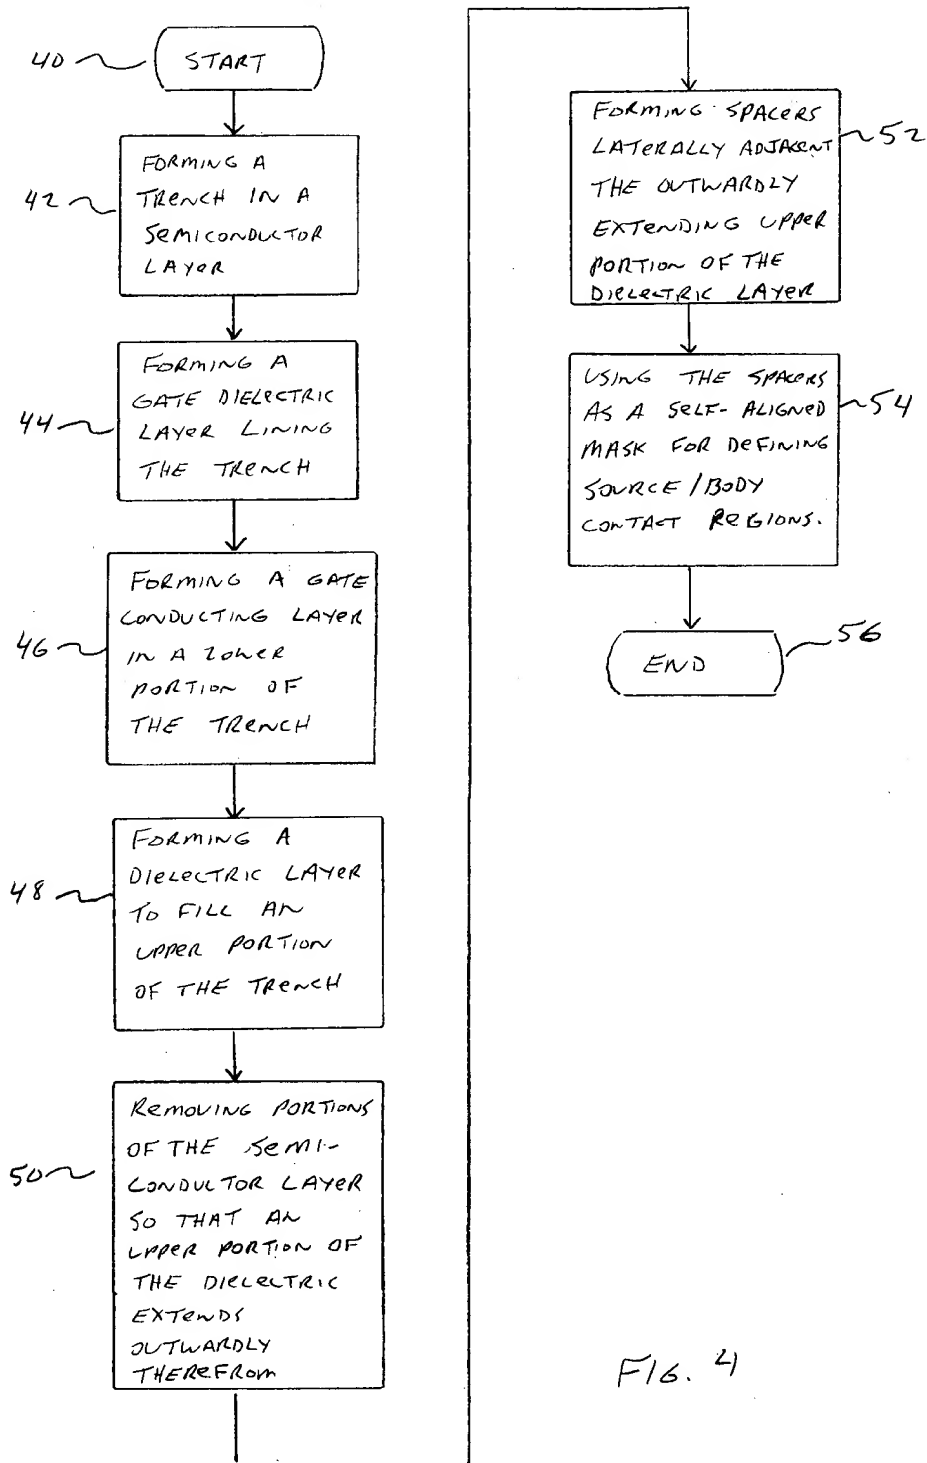 40
START
42
FORMING A
TRENCH IN A
SEMICONDUCTOR
LAYER
44
FORMING A
GATE DIELECTRIC
LAYER LINING
THE TRENCH
46
FORMING A GATE
CONDUCTING LAYER
IN A LOWER
PORTION OF
THE TRENCH
48
FORMING A
DIELECTRIC LAYER
TO FILL AN
UPPER PORTION
OF THE TRENCH
50
REMOVING PORTIONS
OF THE SEMI-
CONDUCTOR LAYER
SO THAT AN
UPPER PORTION OF
THE DIELECTRIC
EXTENDS
OUTWARDLY
THEREFROM
FORMING SPACERS
LATERALLY ADJACENT
THE OUTWARDLY
EXTENDING UPPER
PORTION OF THE
DIELECTRIC LAYER
52
USING THE SPACERS
AS A SELF-ALIGNED
MASK FOR DEFINING
SOURCE/BODY
CONTACT REGIONS.
54
END
56
FIG. 4